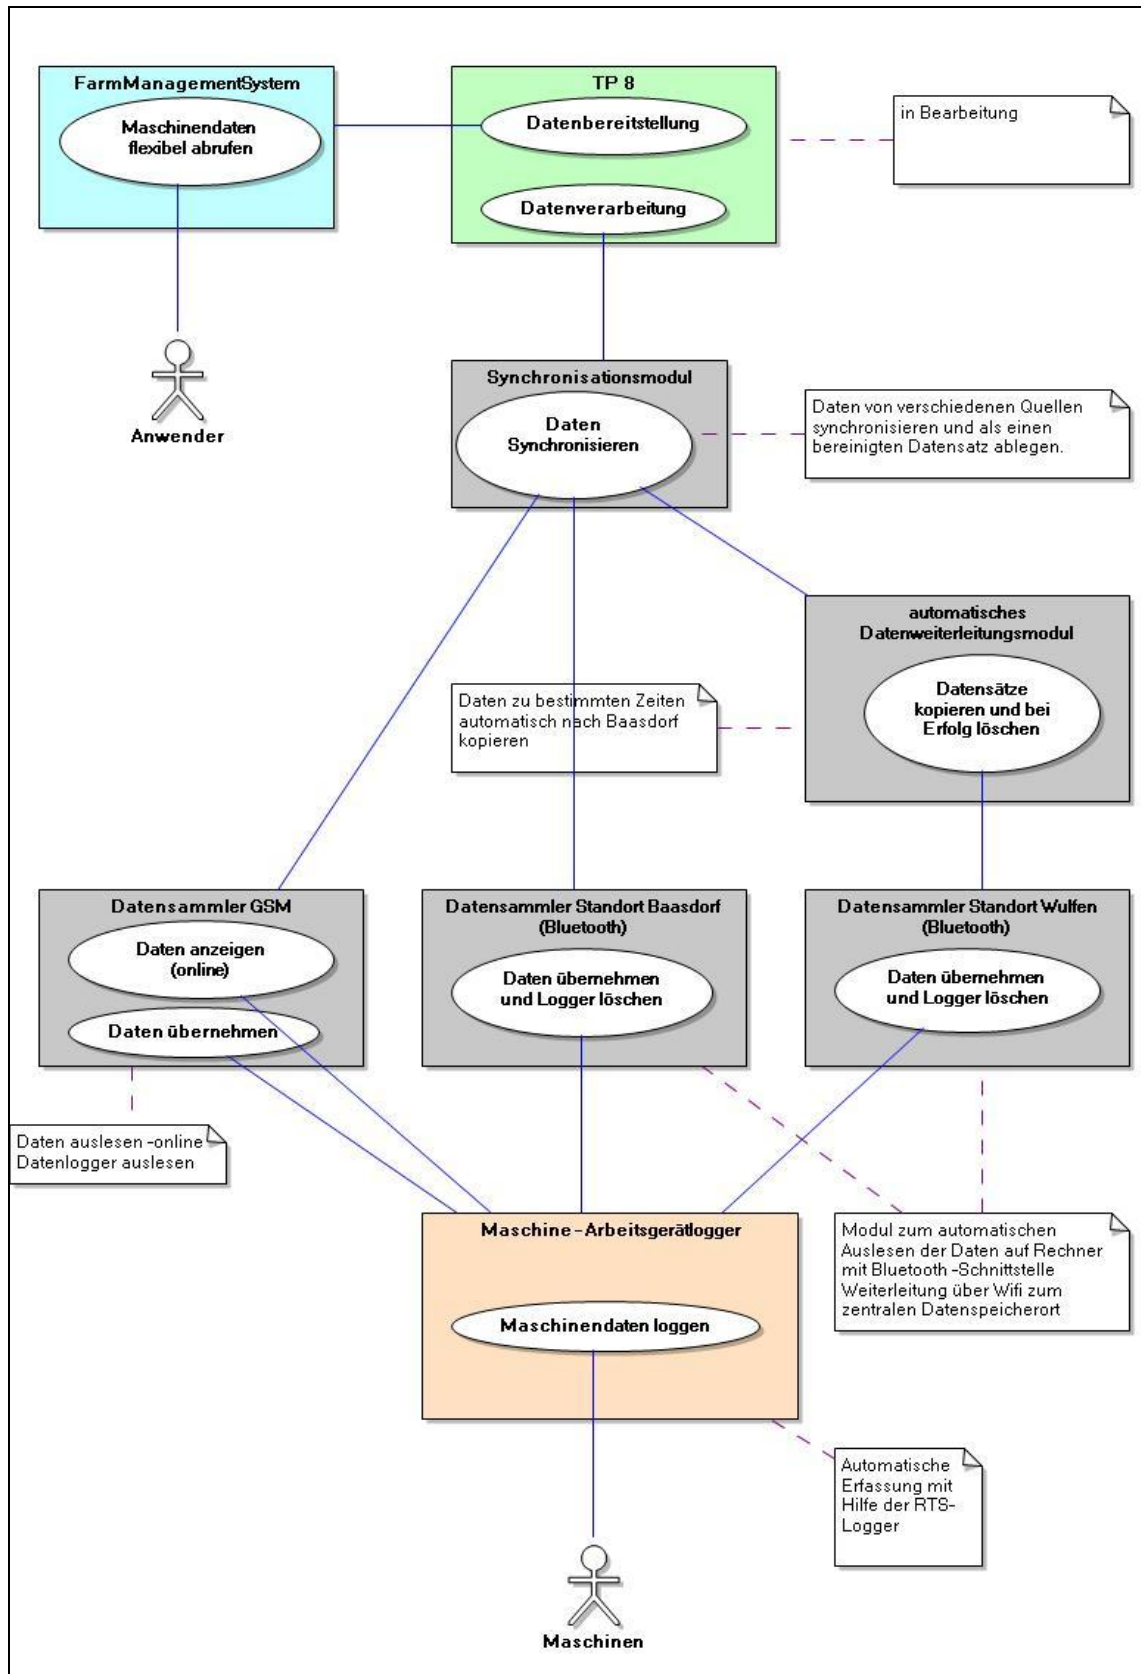 FarmManagementSystem
Maschinendaten
flexibel abrufen
TP 8
Datenbereitstellung
Datenverarbeitung
in Bearbeitung
Anwender
Synchronisationsmodul
Daten
Synchronisieren
Daten von verschiedenen Quellen
synchronisieren und als einen
bereinigten Datensatz ablegen.
automatisches
Datenweiterleitungsmodul
Datensätze
kopieren und bei
Erfolg löschen
Daten zu bestimmten Zeiten
automatisch nach Baasdorf
kopieren
Datensammler GSM
Daten anzeigen
(online)
Daten übernehmen
Datensammler Standort Baasdorf
(Bluetooth)
Daten übernehmen
und Logger löschen
Datensammler Standort Wulfen
(Bluetooth)
Daten übernehmen
und Logger löschen
Daten auslesen -online
Datenlogger auslesen
Maschine - Arbeitsgerätlogger
Maschinendaten loggen
Modul zum automatischen
Auslesen der Daten auf Rechner
mit Bluetooth -Schnittstelle
Weiterleitung über Wifi zum
zentralen Datenspeicherort
Automatische
Erfassung mit
Hilfe der RTS-
Logger
Maschinen